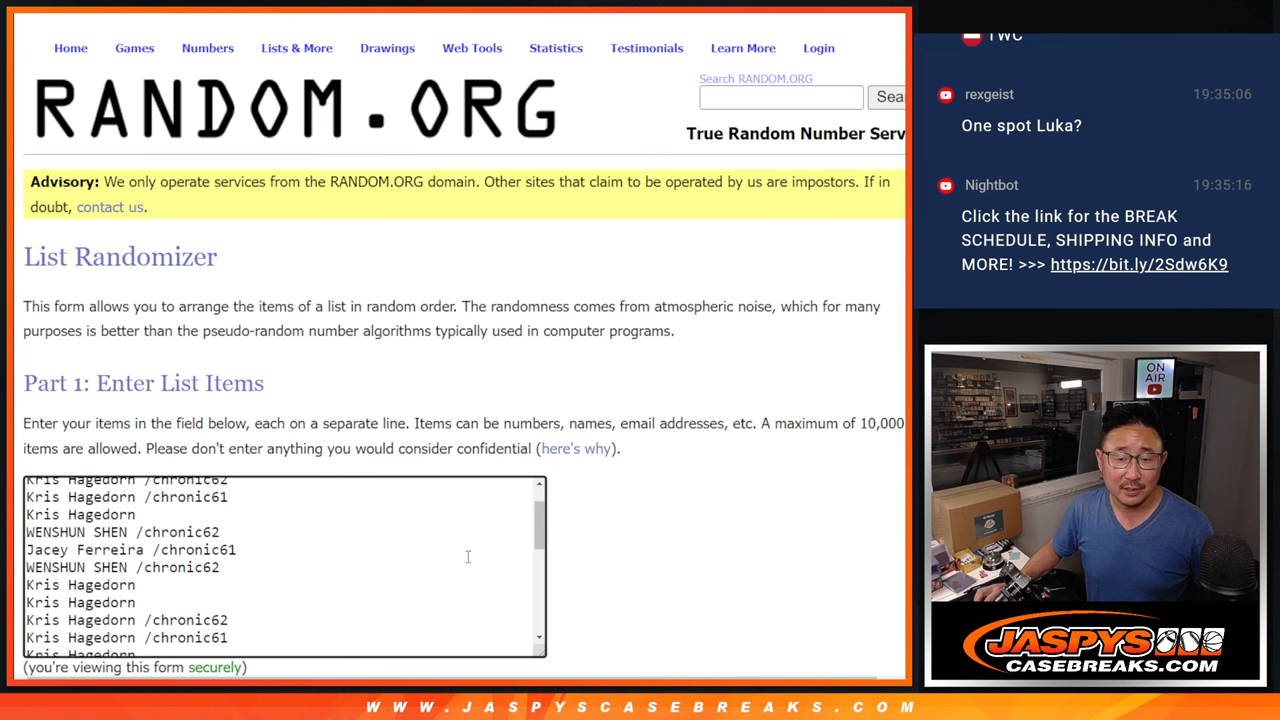 Home Games Numbers Lists & More Drawings Web Tools Statistics Testimonials Learn More Login
RANDOM.ORG
Search RANDOM.ORG
Sea
True Random Number Serv
Advisory: We only operate services from the RANDOM.ORG domain. Other sites that claim to be operated by us are impostors. If in
doubt, contact us.
List Randomizer
This form allows you to arrange the items of a list in random order. The randomness comes from atmospheric noise, which for many
purposes is better than the pseudo-random number algorithms typically used in computer programs.
Part 1: Enter List Items
Enter your items in the field below, each on a separate line. Items can be numbers, names, email addresses, etc. A maximum of 10,000
items are allowed. Please don't enter anything you would consider confidential (here's why).
Kris Hagedorn /chronic62
Kris Hagedorn /chronic61
Kris Hagedorn
WENSHUN SHEN /chronic62
Jacey Ferreira /chronic61
WENSHUN SHEN /chronic62
Kris Hagedorn
Kris Hagedorn
Kris Hagedorn /chronic62
Kris Hagedorn /chronic61
Kris Hagedorn
(you're viewing this form securely)
TWC
rexgeist 19:35:06
One spot Luka?
Nightbot 19:35:16
Click the link for the BREAK
SCHEDULE, SHIPPING INFO and
MORE! >>> https://bit.ly/2Sdw6K9
ON
AIR
JASPYS
CASEBREAKS.COM
WWW.JASPYSCASEBREAKS.COM